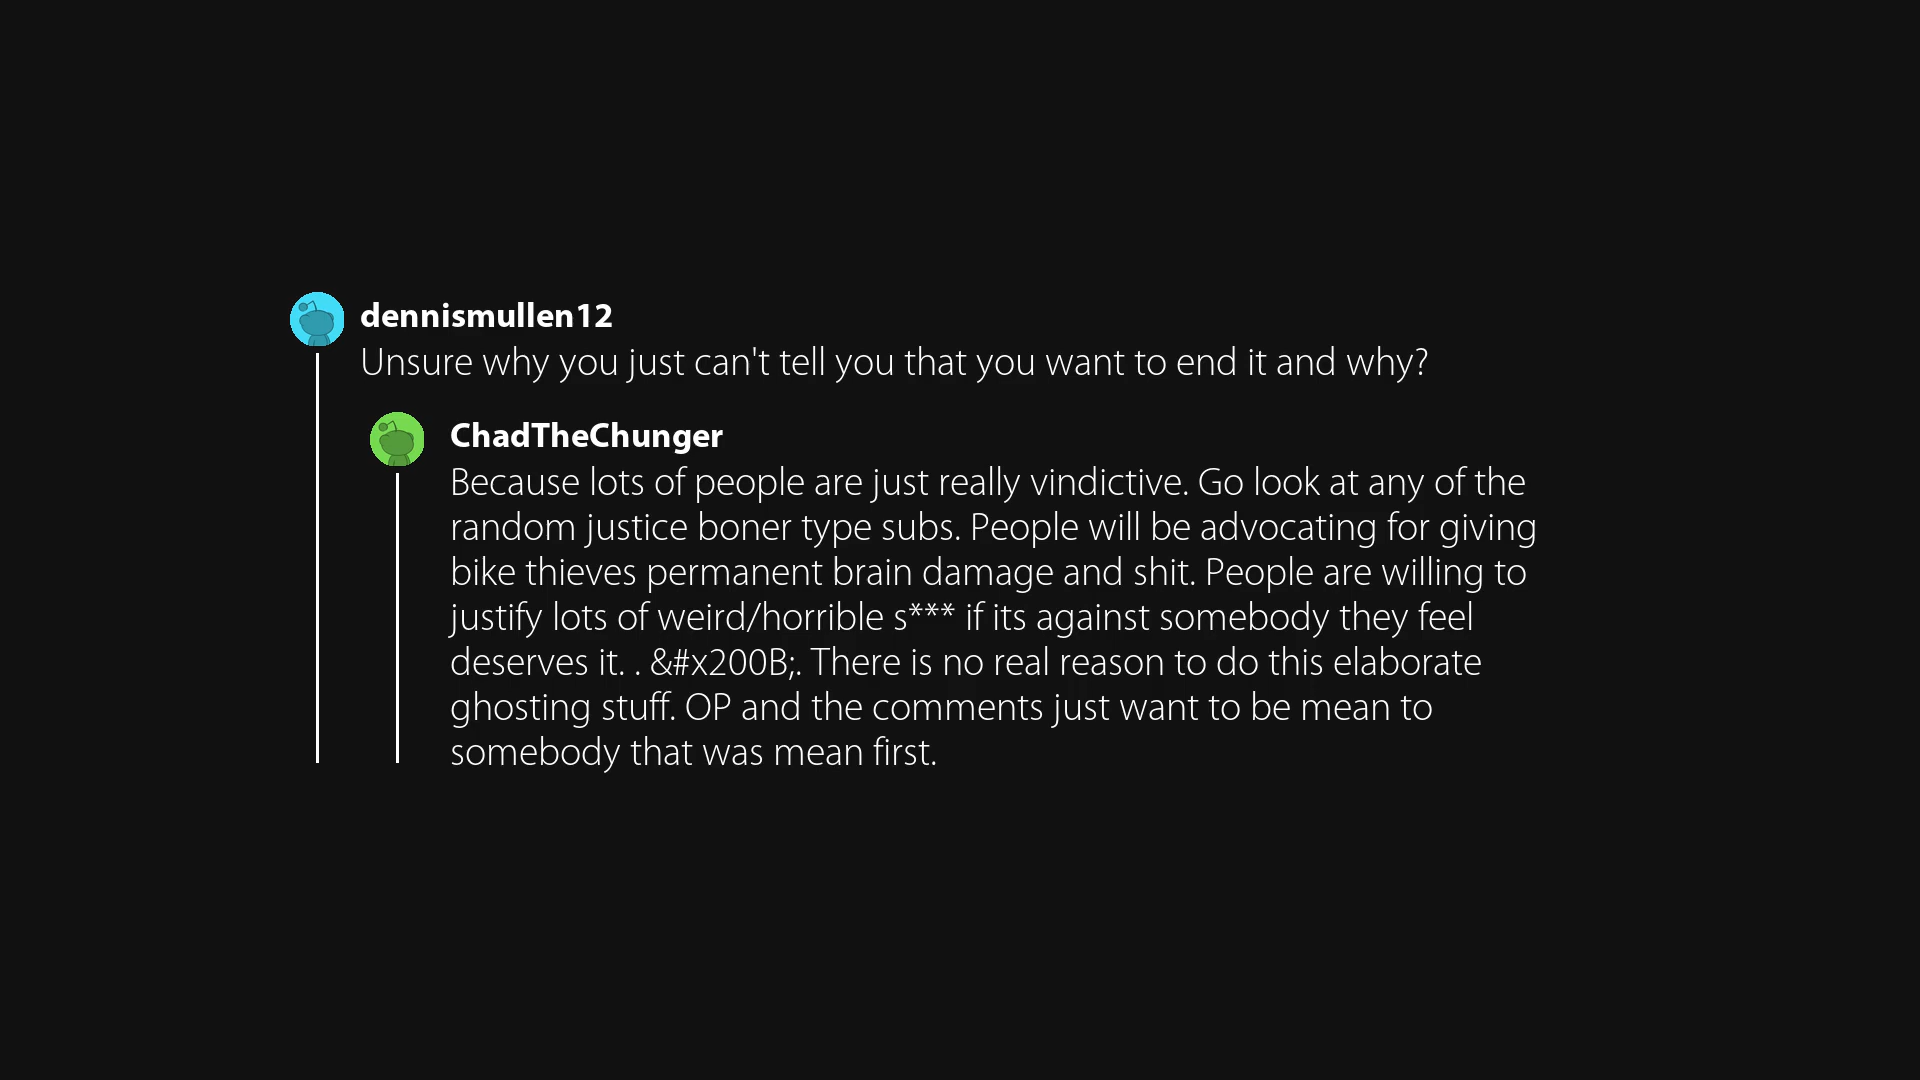 dennismullen12
Unsure why you just can't tell you that you want to end it and why?
ChadTheChunger
Because lots of people are just really vindictive. Go look at any of the
random justice boner type subs. People will be advocating for giving
bike thieves permanent brain damage and shit. People are willing to
justify lots of weird/horrible s*** if its against somebody they feel
deserves it. . &#x200B;. There is no real reason to do this elaborate
ghosting stuff. OP and the comments just want to be mean to
somebody that was mean first.